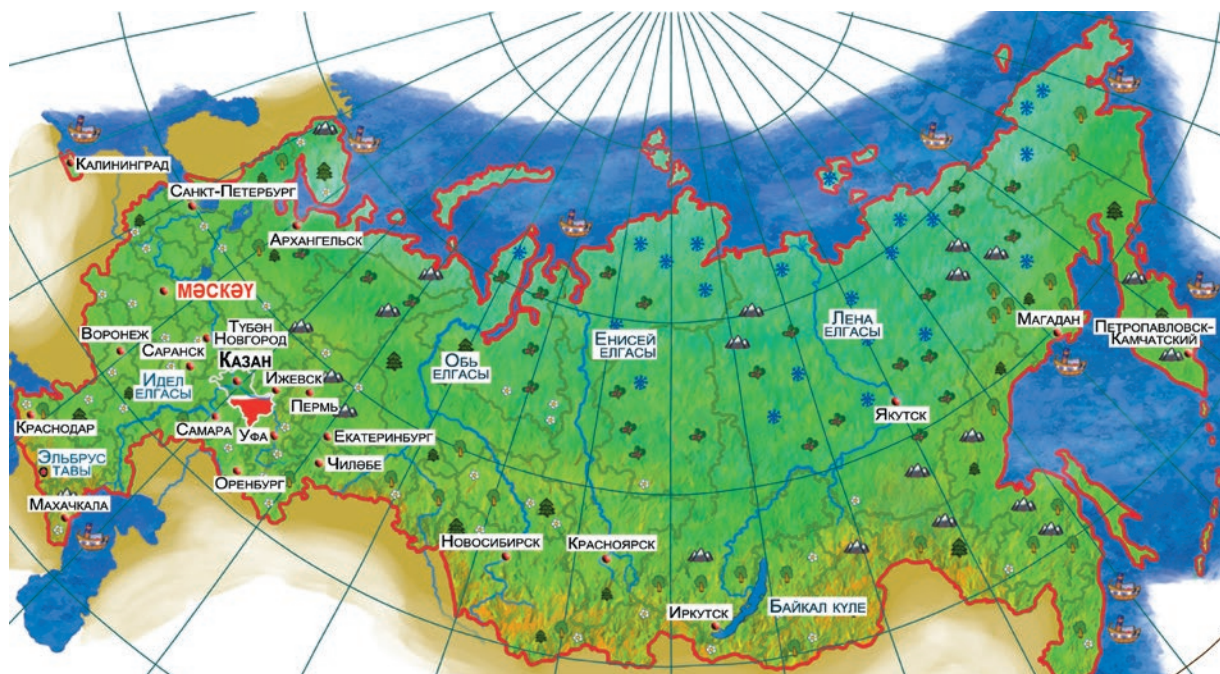 Калининград
Санкт-Петербург
Архангельск
Мәскәү
Воронеж
Түбән
Новгород
Саранск
Казан
Идел
елгасы
Ижевск
Пермь
Краснодар
Самара
Уфа
Екатеринбург
Эльбрус
тавы
Чиләбе
Оренбург
Махачкала
Обь
елгасы
Енисей
елгасы
Лена
елгасы
Магадан
Петропавловск-
Камчатский
Якутск
Новосибирск
Красноярск
Иркутск
Байкал күле